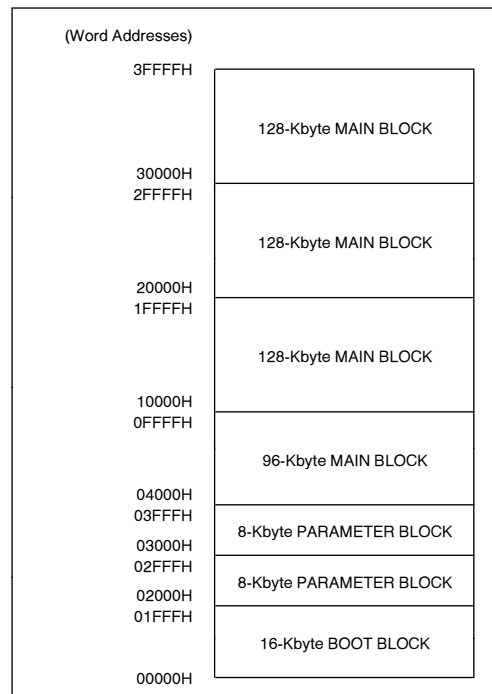 (Word Addresses)
3FFFFH
128-Kbyte MAIN BLOCK
30000H
2FFFFH
128-Kbyte MAIN BLOCK
20000H
1FFFFH
128-Kbyte MAIN BLOCK
10000H
0FFFFH
96-Kbyte MAIN BLOCK
04000H
03FFFH
8-Kbyte PARAMETER BLOCK
03000H
02FFFH
8-Kbyte PARAMETER BLOCK
02000H
01FFFH
16-Kbyte BOOT BLOCK
00000H